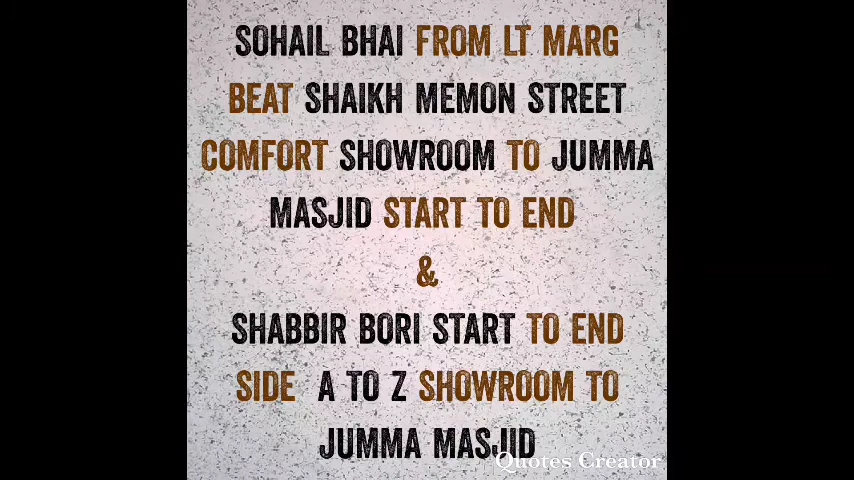 SOHAIL BHAI FROM LT MARG
BEAT SHAIKH MEMON STREET
COMFORT SHOWROOM TO JUMMA
MASJID START TO END
&
SHABBIR BORI START TO END
SIDE A TO Z SHOWROOM TO
JUMMA MASJID
Quotes Creator